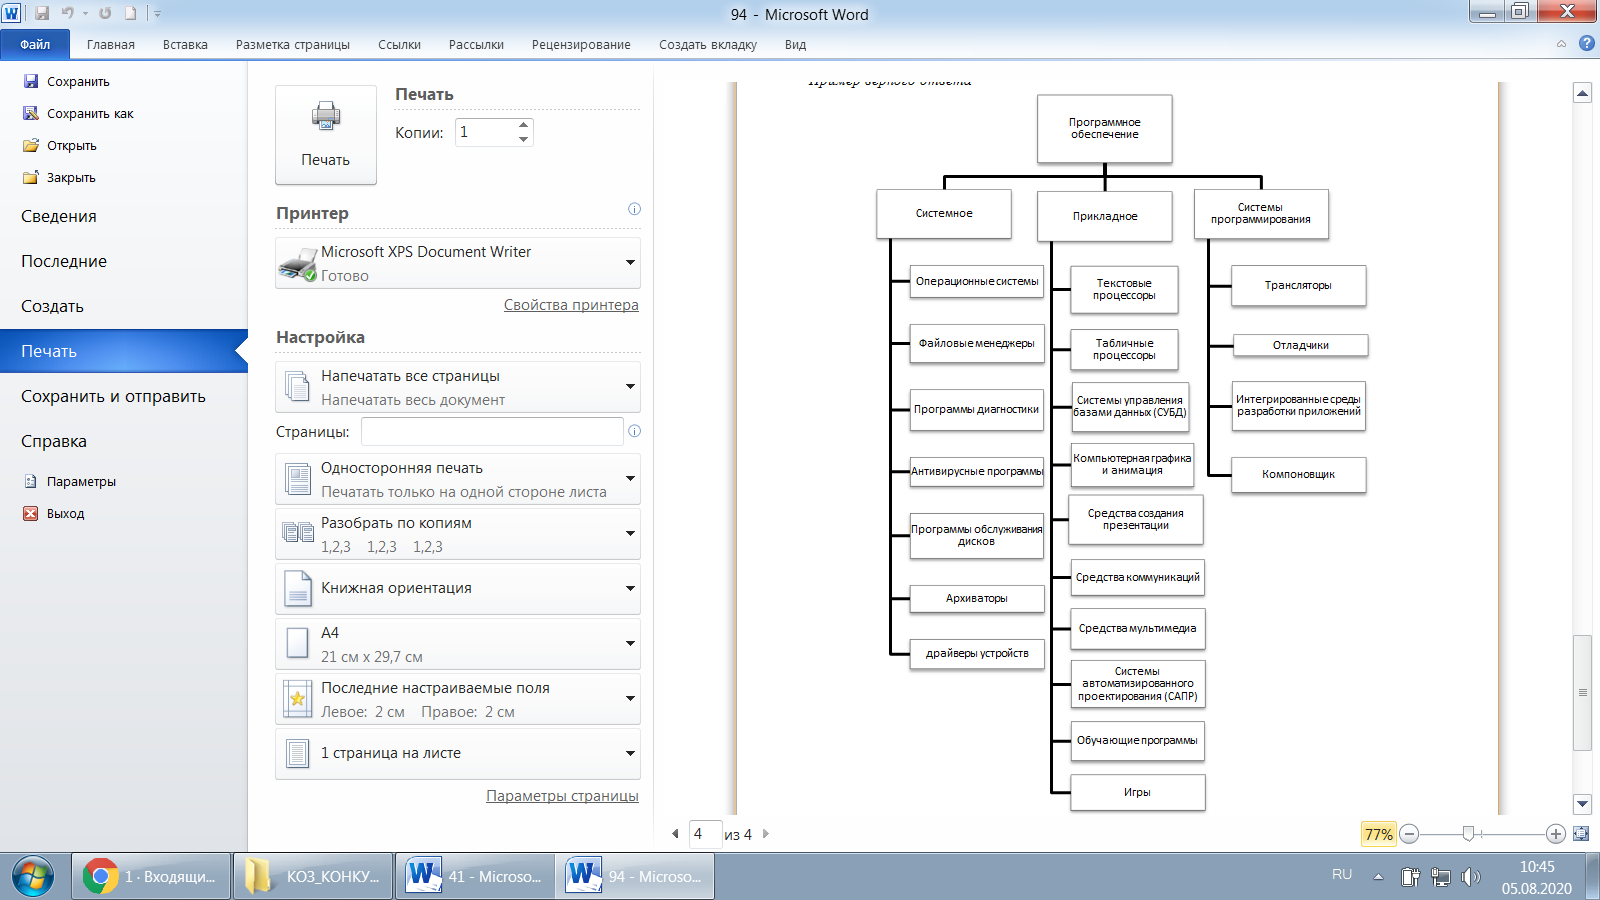 94 - Microsoft Word
Файл
Главная
Вставка
Разметка страницы
Ссылки
Рассылки
Рецензирование
Создать вкладку
Вид
Сохранить
Сохранить как
Открыть
Закрыть
Сведения
Последние
Создать
Печать
Сохранить и отправить
Справка
Параметры
Выход
Печать
Печать
Копии: 1
Принтер
Microsoft XPS Document Writer
Готово
Свойства принтера
Настройка
Напечатать все страницы
Напечатать весь документ
Страницы:
Односторонняя печать
Печатать только на одной стороне листа
Разобрать по копиям
1,2,3 1,2,3 1,2,3
Книжная ориентация
A4
21 см x 29,7 см
Последние настраиваемые поля
Левое: 2 см Правое: 2 см
1 страница на листе
Параметры страницы
Пример верного ответа
Программное
обеспечение
Системное
Операционные системы
Файловые менеджеры
Программы диагностики
Антивирусные программы
Программы обслуживания
дисков
Архиваторы
драйверы устройств
Прикладное
Текстовые
процессоры
Табличные
процессоры
Системы управления
базами данных (СУБД)
Компьютерная графика
и анимация
Средства создания
презентации
Средства коммуникаций
Средства мультимедиа
Системы
автоматизированного
проектирования (САПР)
Обучающие программы
Игры
Системы
программирования
Трансляторы
Отладчики
Интегрированные среды
разработки приложений
Компоновщик
4 из 4
77%
1 - Входящи...
КОЗ_КОНКУ...
41 - Microso...
94 - Microso...
RU
10:45
05.08.2020